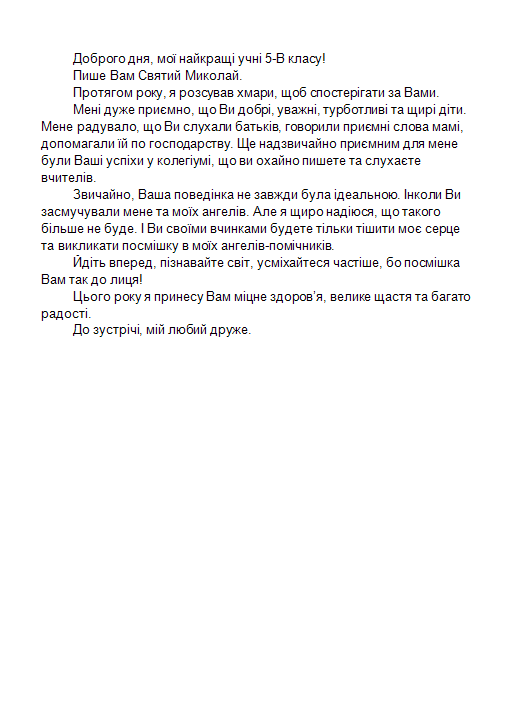 Доброго дня, мої найкращі учні 5-В класу!
Пише Вам Святий Миколай.
Протягом року, я розсував хмари, щоб спостерігати за Вами.
Мені дуже приємно, що Ви добрі, уважні, турботливі та щирі діти.
Мене радувало, що Ви слухали батьків, говорили приємні слова мамі,
допомагали їй по господарству. Ще надзвичайно приємним для мене
були Ваші успіхи у колегіумі, що ви охайно пишете та слухаєте
вчителів.
Звичайно, Ваша поведінка не завжди була ідеальною. Інколи Ви
засмучували мене та моїх ангелів. Але я щиро надіюся, що такого
більше не буде. І Ви своїми вчинками будете тільки тішити моє серце
та викликати посмішку в моїх ангелів-помічників.
Йдіть вперед, пізнавайте світ, усміхайтеся частіше, бо посмішка
Вам так до лиця!
Цього року я принесу Вам міцне здоров'я, велике щастя та багато
радості.
До зустрічі, мій любий друже.